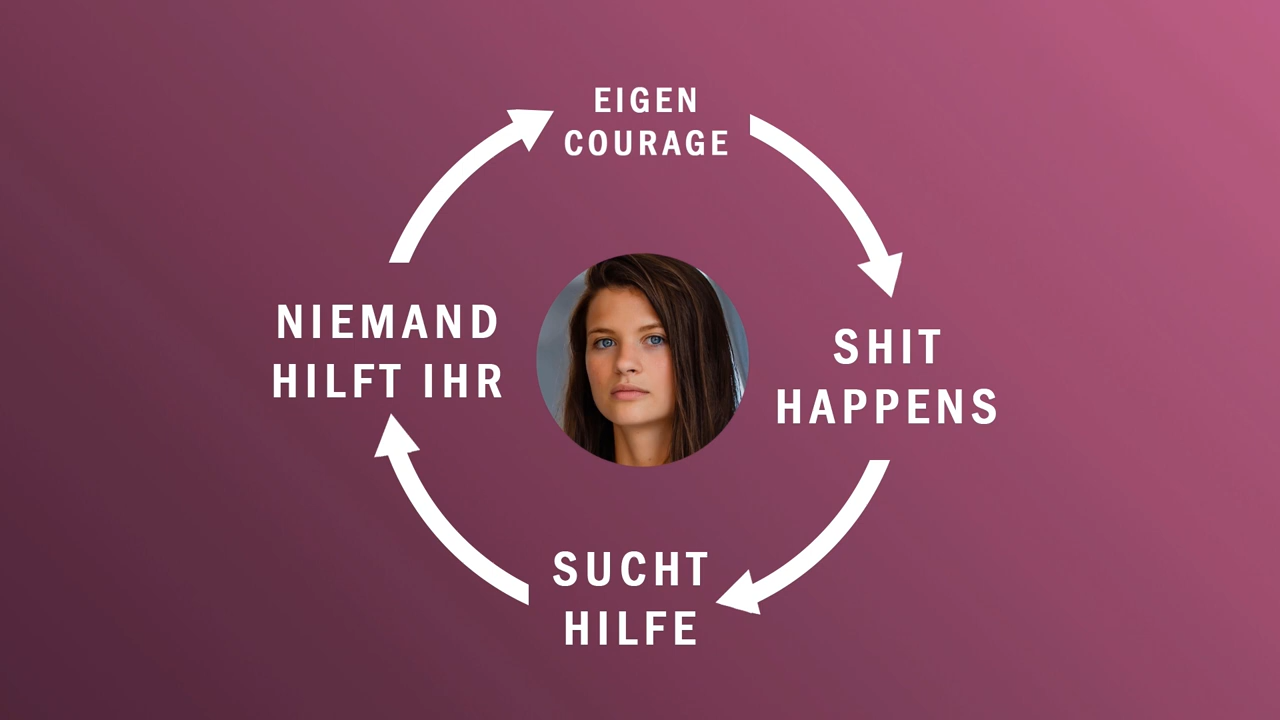 EIGEN
COURAGE
SHIT
HAPPENS
SUCHT
HILFE
NIEMAND
HILFT IHR